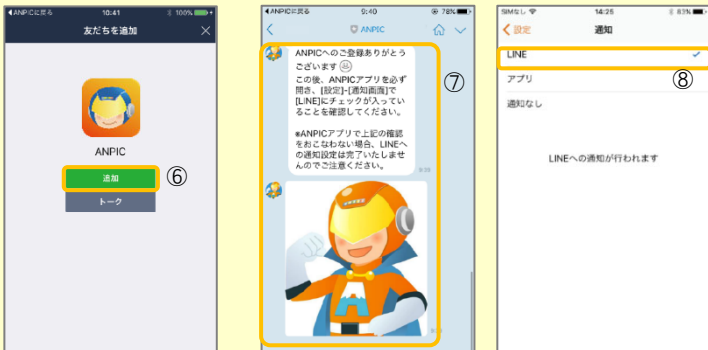 ◀ANPICに戻る 10:41 100%
友だちを追加 ×
ANPIC
追加
⑥
トーク
◀ANPICに戻る 9:40 78%
ANPIC
ANPICへのご登録ありがとう
ございます
この後、ANPICアプリを必ず
開き、[設定]-[通知画面]で
[LINE]にチェックが入ってい
ることを確認してください。
※ANPICアプリで上記の確認
をおこなわない場合、LINEへ
の通知設定は完了いたしませ
んのでご注意ください。
9:39
⑦
SIMなし 14:26 83%
設定 通知
LINE
⑧
アプリ
通知なし
LINEへの通知が行われます